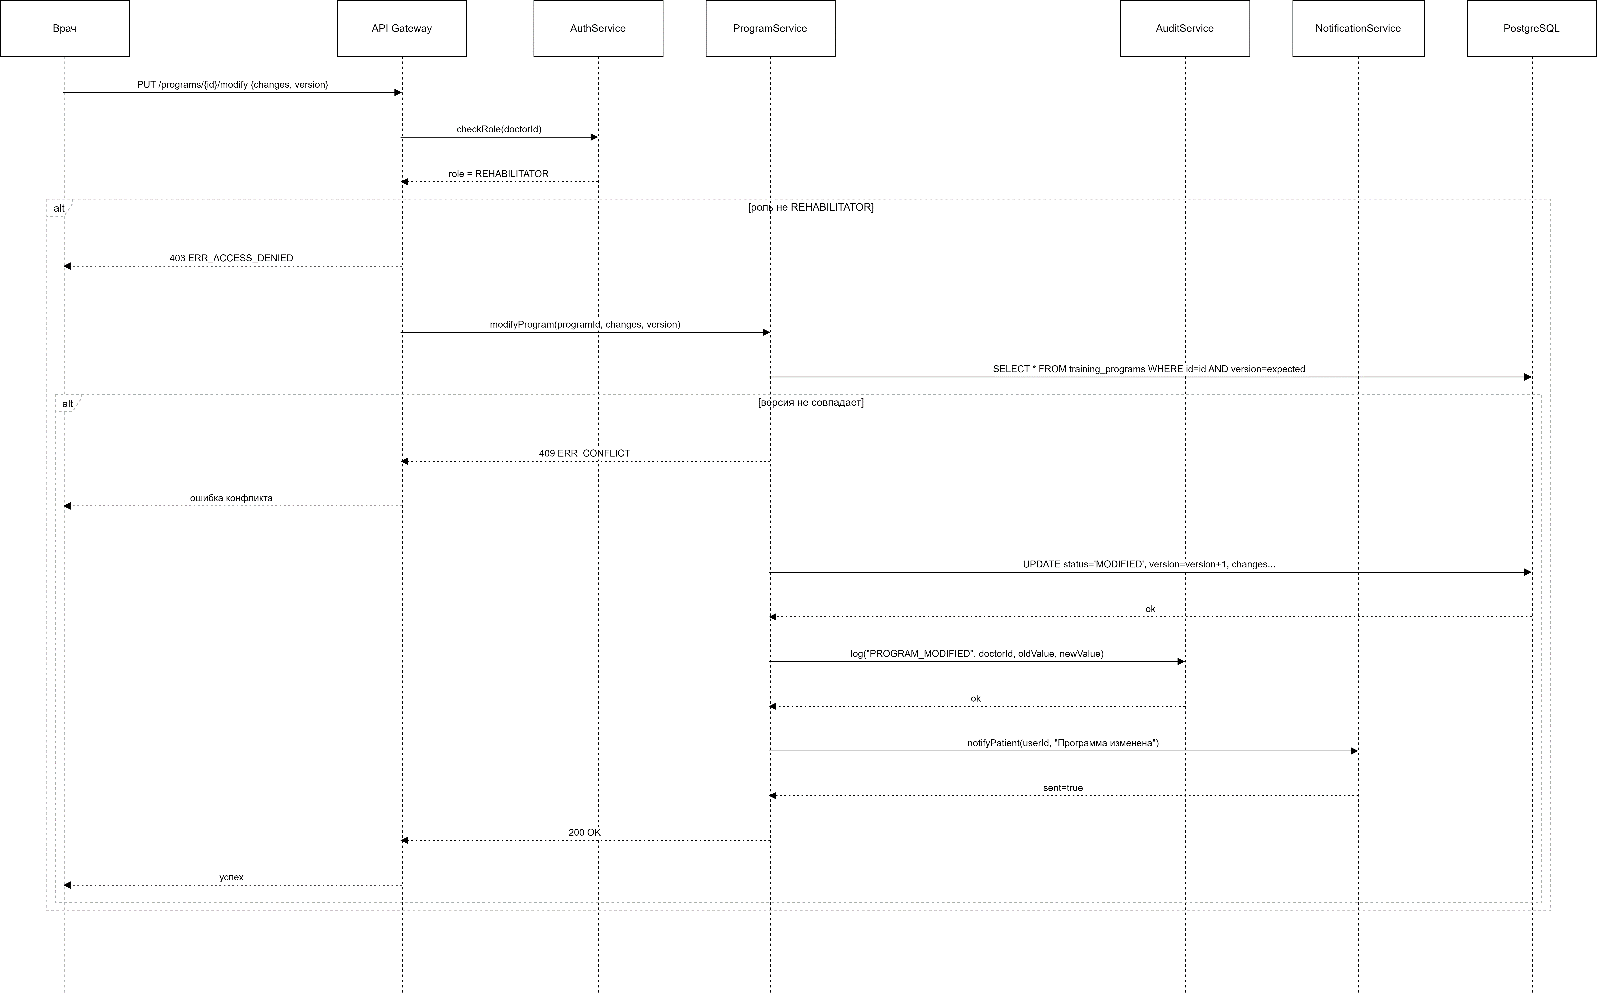 Врач
API Gateway
AuthService
ProgramService
AuditService
NotificationService
PostgreSQL
PUT /programs/{id}/modify {changes, version}
checkRole(doctorId)
role = REHABILITATOR
alt
[роль не REHABILITATOR]
403 ERR_ACCESS_DENIED
modifyProgram(programId, changes, version)
SELECT * FROM training_programs WHERE id=id AND version=expected
alt
[версия не совпадает]
409 ERR_CONFLICT
ошибка конфликта
UPDATE status='MODIFIED', version=version+1, changes...
ok
log("PROGRAM_MODIFIED", doctorId, oldValue, newValue)
ok
notifyPatient(userId, "Программа изменена")
sent=true
200 OK
успех